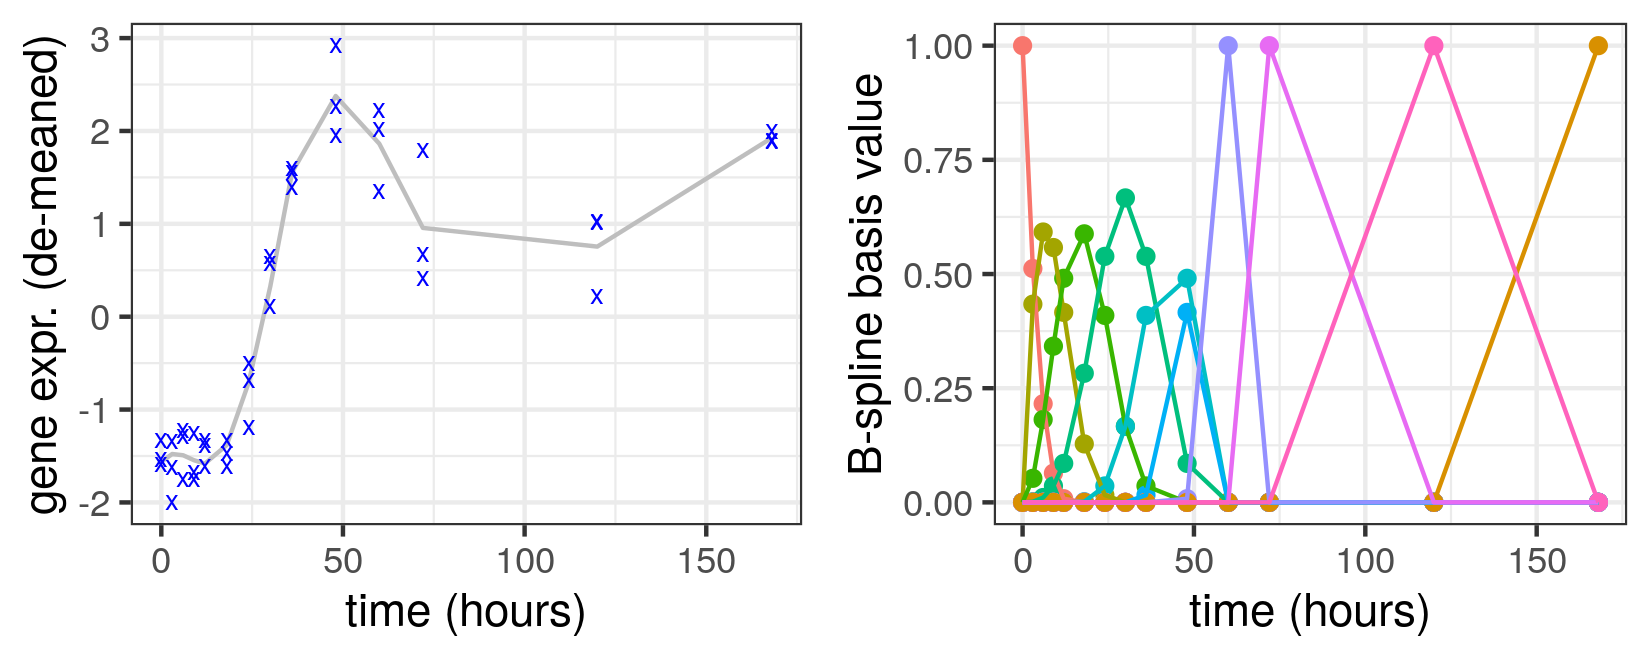 gene expr. (de-meaned)
3
2
1
0
-1
-2
0 50 100 150
time (hours)
B-spline basis value
1.00
0.75
0.50
0.25
0.00
0 50 100 150
time (hours)